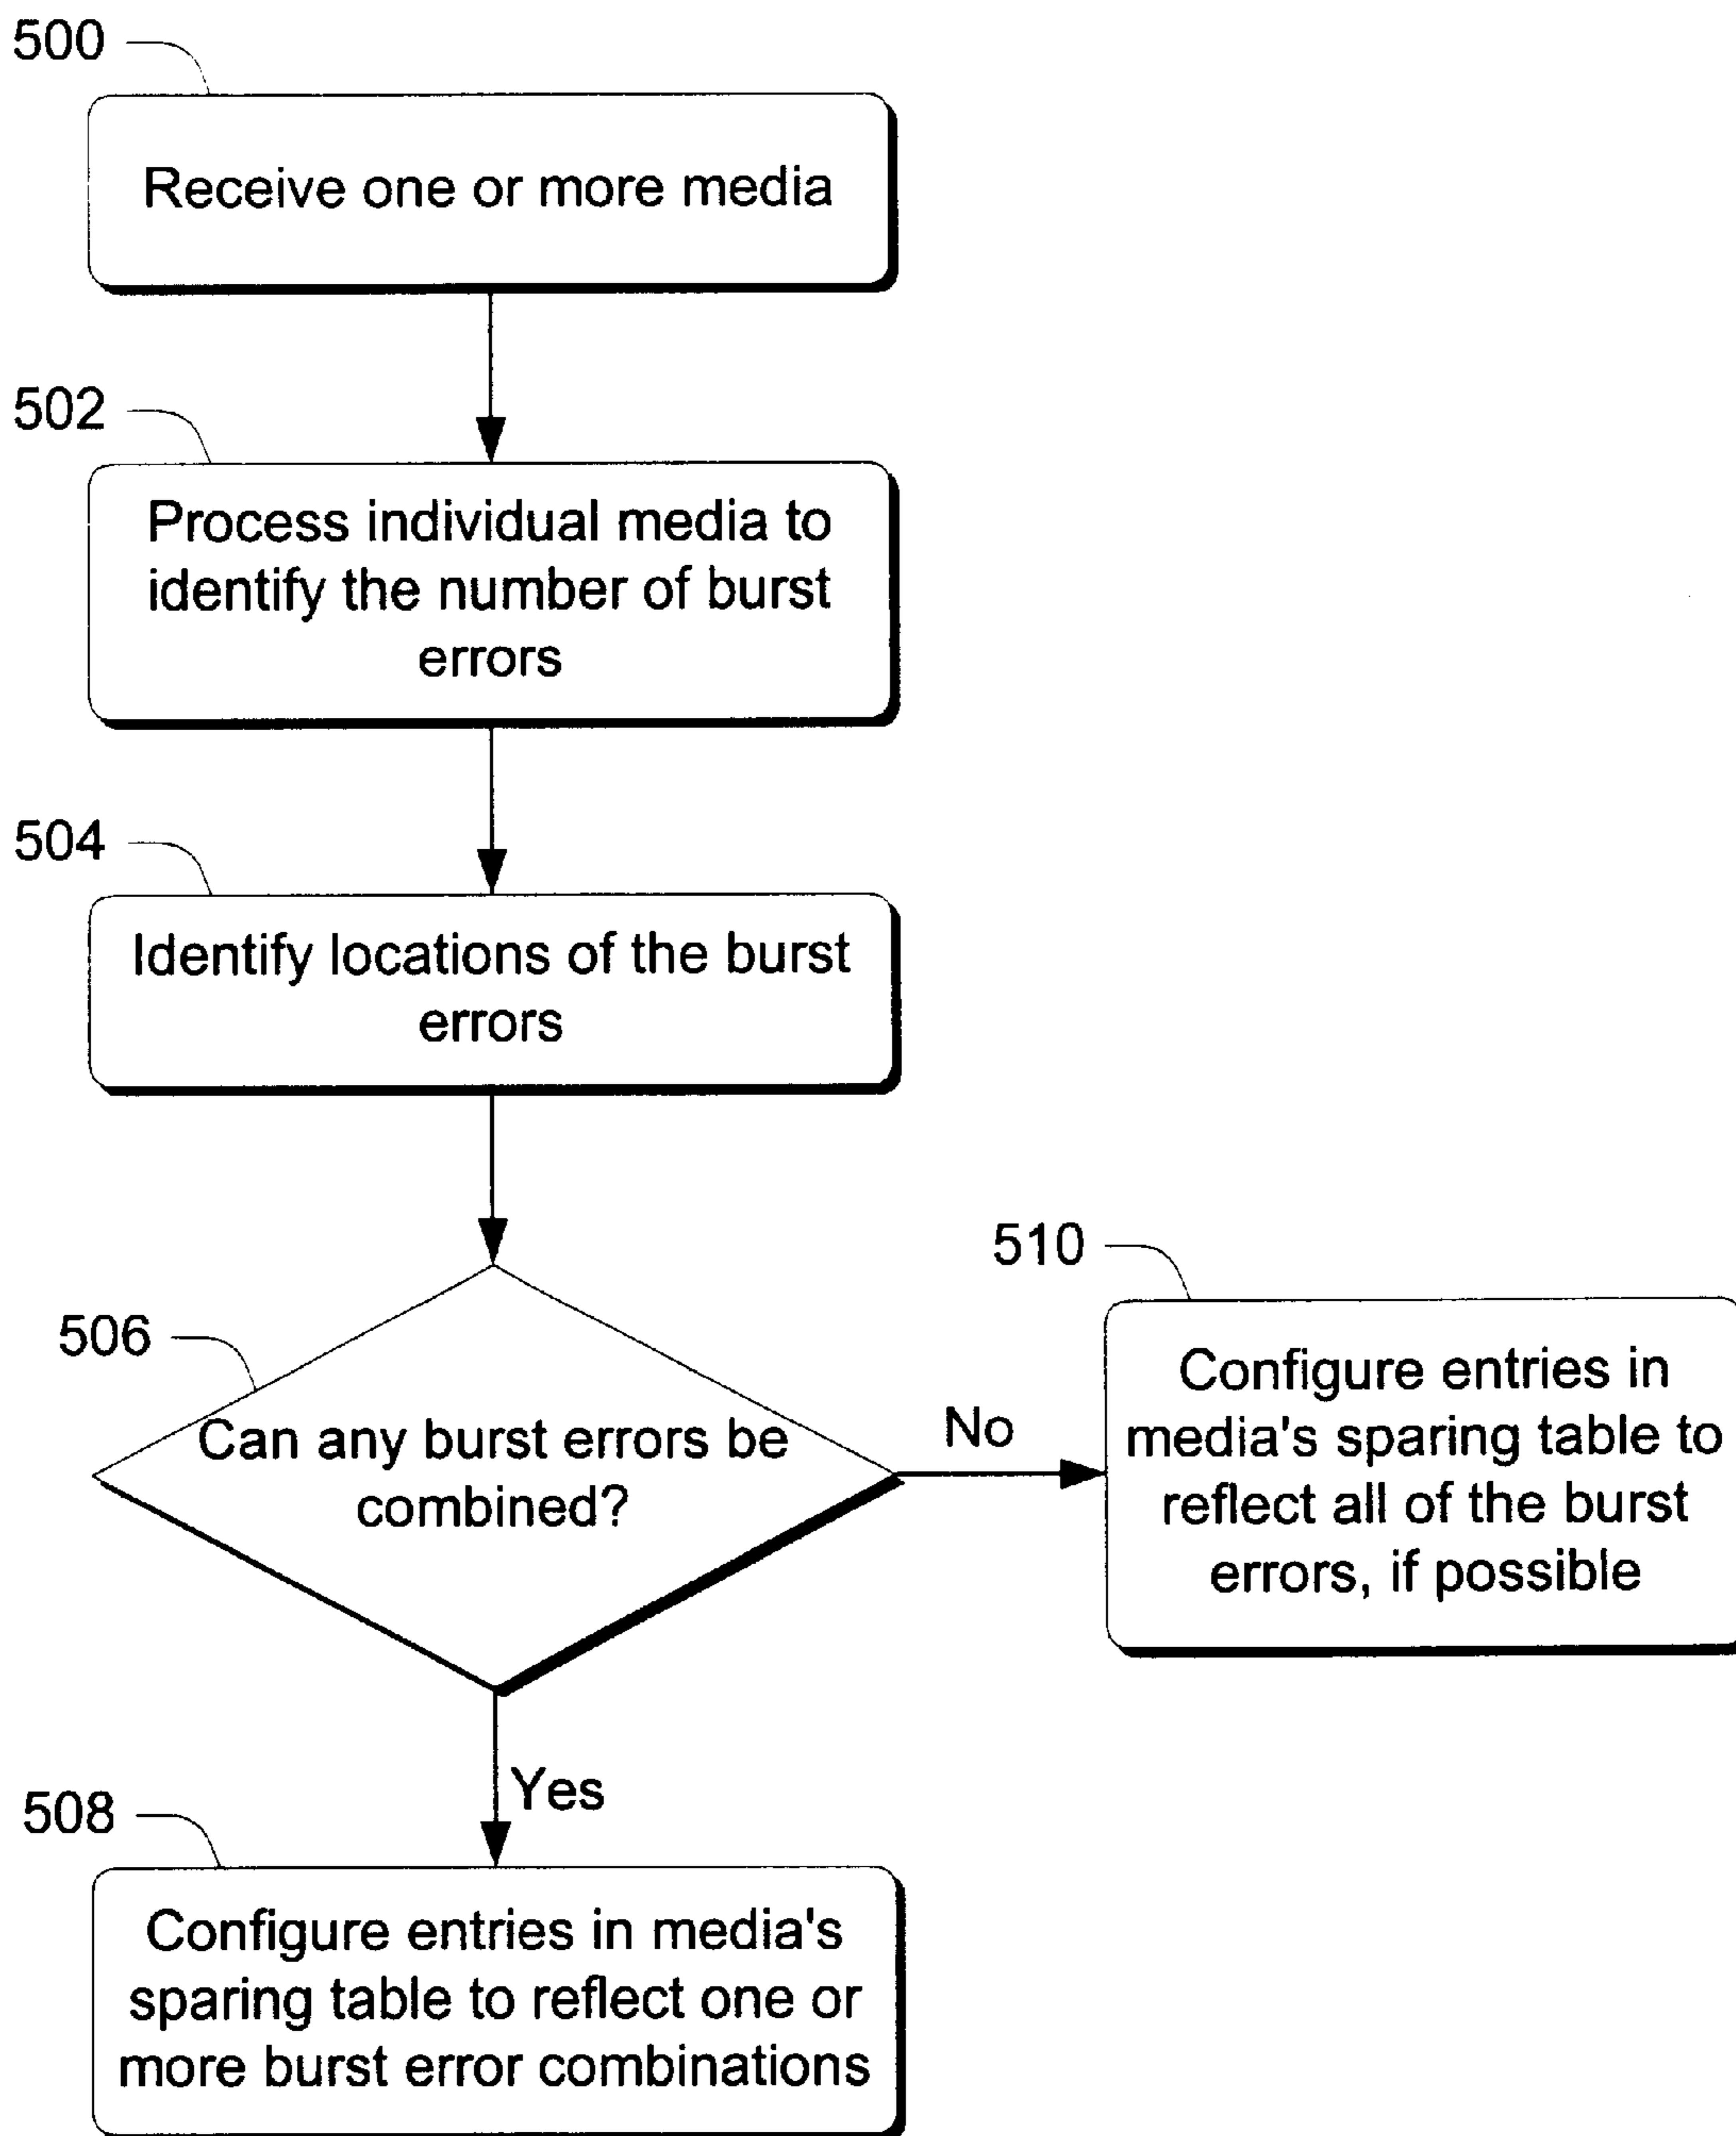 500
Receive one or more media
502
Process individual media to
identify the number of burst
errors
504
Identify locations of the burst
errors
506
Can any burst errors be
combined?
No
510
Configure entries in
media's sparing table to
reflect all of the burst
errors, if possible
Yes
508
Configure entries in media's
sparing table to reflect one or
more burst error combinations